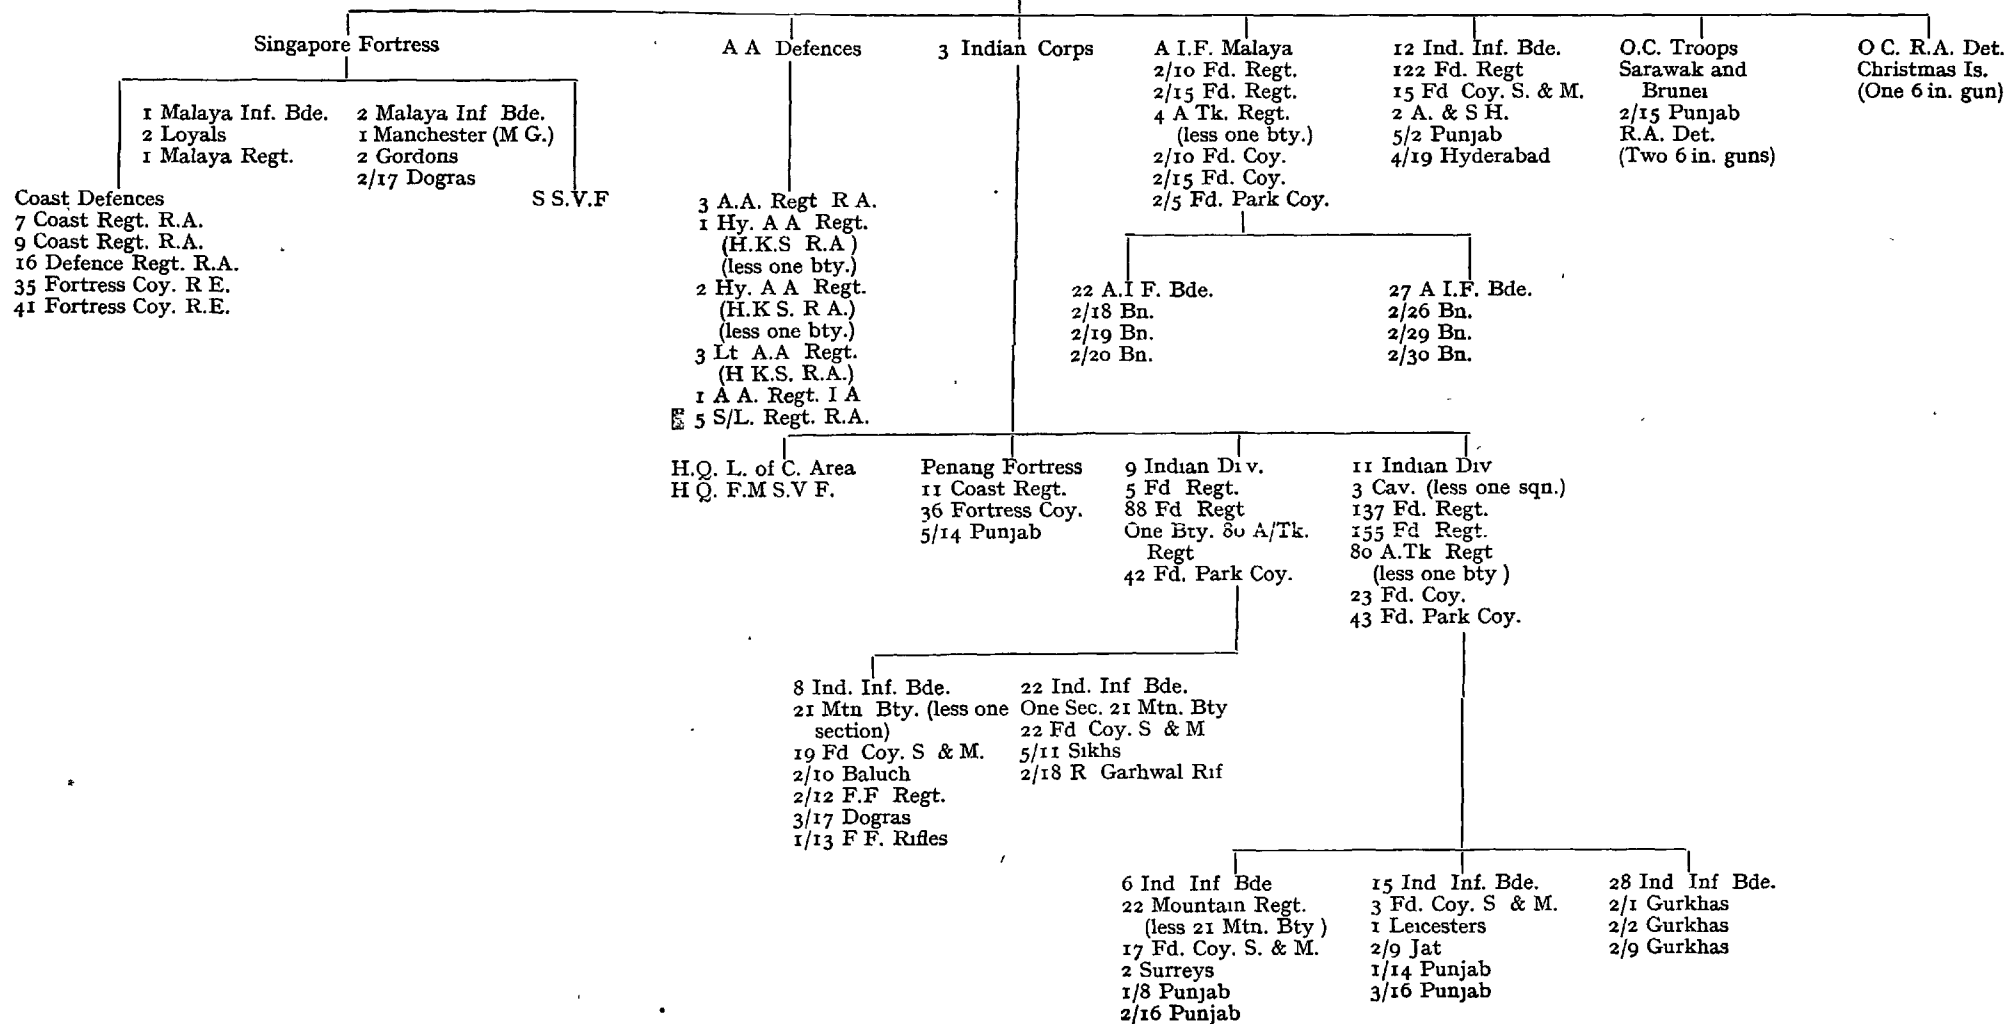 Singapore Fortress
1 Malaya Inf. Bde.
2 Loyals
1 Malaya Regt.
2 Malaya Inf Bde.
1 Manchester (M G.)
2 Gordons
2/17 Dogras
Coast Defences
7 Coast Regt. R.A.
9 Coast Regt. R.A.
16 Defence Regt. R.A.
35 Fortress Coy. R E.
41 Fortress Coy. R.E.
S S.V.F
A A Defences
3 A.A. Regt R A.
1 Hy. A A Regt.
(H.K.S R.A)
(less one bty.)
2 Hy. A A Regt.
(H.K S. R A.)
(less one bty.)
3 Lt A.A Regt.
(H K.S. R.A.)
1 A A. Regt. I A
5 S/L. Regt. R.A.
3 Indian Corps
A I.F. Malaya
2/10 Fd. Regt.
2/15 Fd. Regt.
4 A Tk. Regt.
(less one bty.)
2/10 Fd. Coy.
2/15 Fd. Coy.
2/5 Fd. Park Coy.
22 A.I F. Bde.
2/18 Bn.
2/19 Bn.
2/20 Bn.
27 A I.F. Bde.
2/26 Bn.
2/29 Bn.
2/30 Bn.
12 Ind. Inf. Bde.
122 Fd. Regt
15 Fd Coy. S. & M.
2 A. & S H.
5/2 Punjab
4/19 Hyderabad
O.C. Troops
Sarawak and
Brunei
2/15 Punjab
R.A. Det.
(Two 6 in. guns)
O C. R.A. Det.
Christmas Is.
(One 6 in. gun)
H.Q. L. of C. Area
H Q. F.M S.V F.
Penang Fortress
11 Coast Regt.
36 Fortress Coy.
5/14 Punjab
9 Indian Div.
5 Fd Regt.
88 Fd Regt
One Bty. 80 A/Tk.
Regt
42 Fd. Park Coy.
11 Indian Div
3 Cav. (less one sqn.)
137 Fd. Regt.
155 Fd Regt.
80 A.Tk Regt
(less one bty )
23 Fd. Coy.
43 Fd. Park Coy.
8 Ind. Inf. Bde.
21 Mtn Bty. (less one
section)
19 Fd Coy. S & M.
2/10 Baluch
2/12 F.F Regt.
3/17 Dogras
1/13 F F. Rifles
22 Ind. Inf Bde.
One Sec. 21 Mtn. Bty
22 Fd Coy. S & M
5/11 Sikhs
2/18 R Garhwal Rif
6 Ind Inf Bde
22 Mountain Regt.
(less 21 Mtn. Bty )
17 Fd. Coy. S. & M.
2 Surreys
1/8 Punjab
2/16 Punjab
15 Ind Inf. Bde.
3 Fd. Coy. S & M.
1 Leicesters
2/9 Jat
1/14 Punjab
3/16 Punjab
28 Ind Inf Bde.
2/1 Gurkhas
2/2 Gurkhas
2/9 Gurkhas